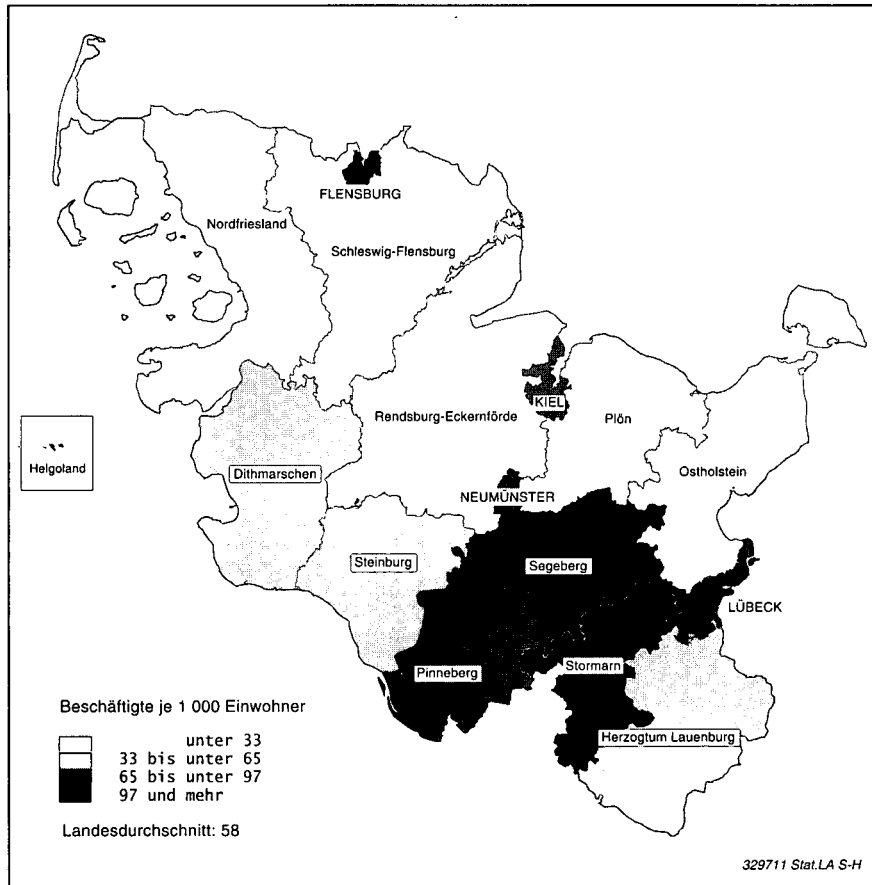 FLENSBURG
Nordfriesland
Schleswig-Flensburg
KIEL
Rendsburg-Eckernförde
Plön
Helgoland
Dithmarschen
Ostholstein
NEUMÜNSTER
Steinburg
Segeberg
LÜBECK
Stormarn
Pinneberg
Herzogtum Lauenburg
Beschäftigte je 1 000 Einwohner
unter 33
33 bis unter 65
65 bis unter 97
97 und mehr
Landesdurchschnitt: 58
329711 Stat.LA S-H